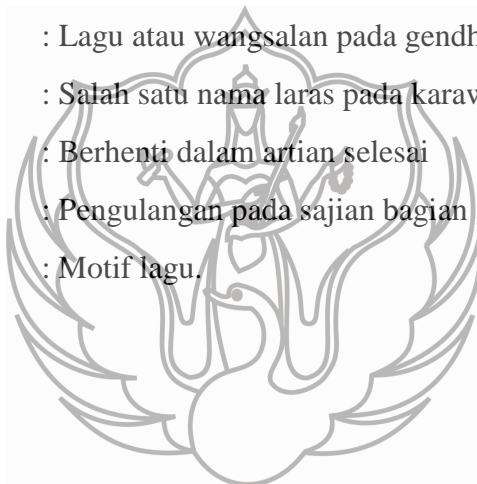 : Lagu atau wangsalan pada gendh
: Salah satu nama laras pada karaw
: Berhenti dalam artian selesai
: Pengulangan pada sajian bagian
: Motif lagu.